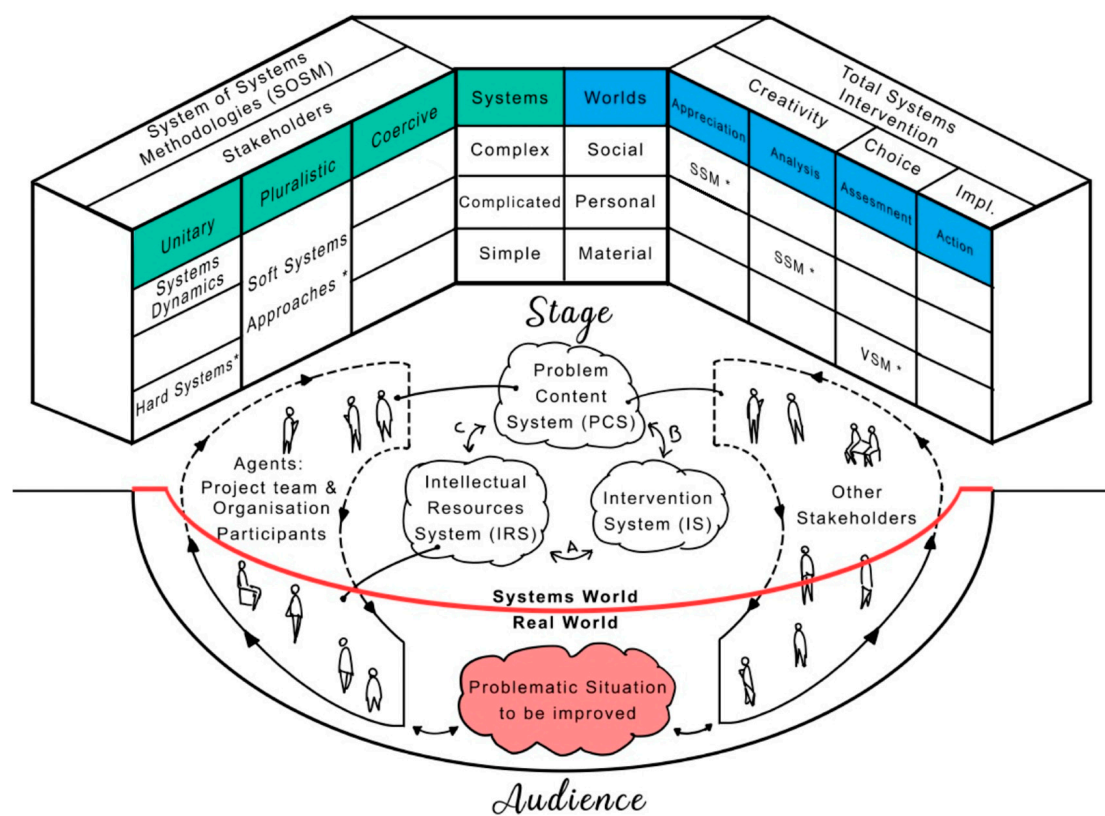 System of Systems
Methodologies (SOSM)
Stakeholders
Unitary
Pluralistic
Coercive
Systems
Dynamics
Hard Systems*
Soft Systems
Approaches *
Systems
Worlds
Complex
Social
Complicated
Personal
Simple
Material
Total Systems
Intervention
Creativity
Choice
Impl.
Appreciation
Analysis
Assesmnent
Action
SSM *
SSM *
VSM *
Stage
Problem
Content
System (PCS)
C
B
Intellectual
Resources
System (IRS)
Intervention
System (IS)
A
Agents:
Project team &
Organisation
Participants
Other
Stakeholders
Systems World
Real World
Problematic Situation
to be improved
Audience